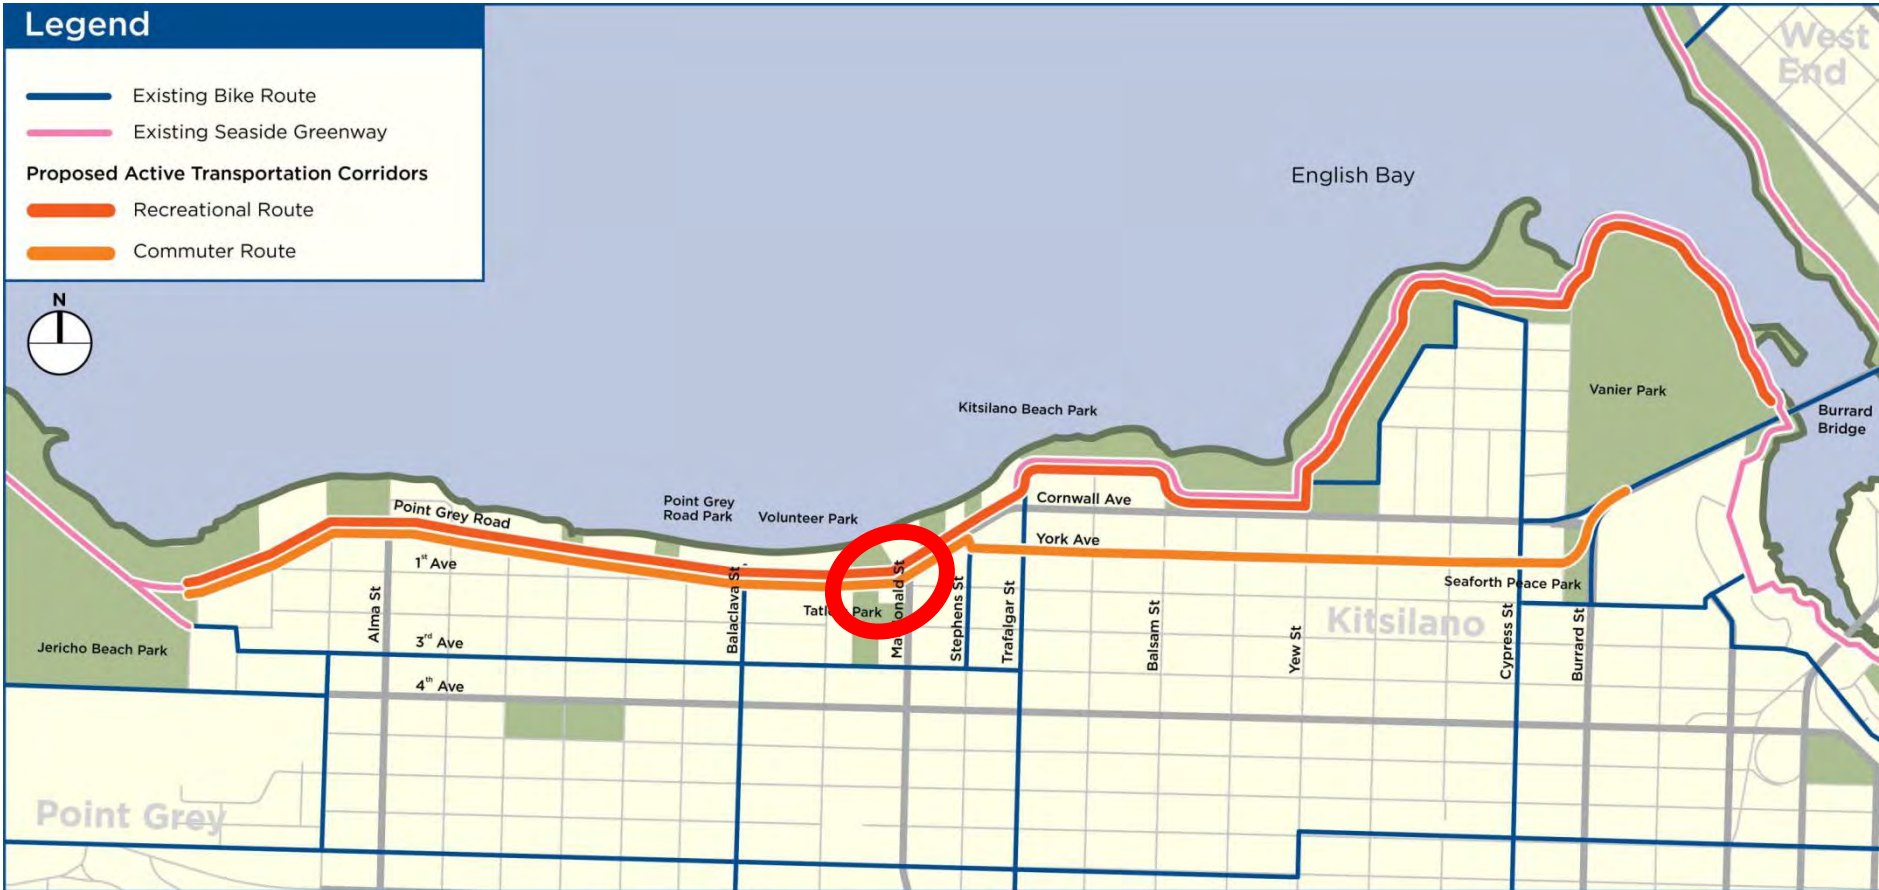 Legend
Existing Bike Route
Existing Seaside Greenway
Proposed Active Transportation Corridors
Recreational Route
Commuter Route
N
West
End
English Bay
Vanier Park
Burrard
Bridge
Kitsilano Beach Park
Point Grey
Road Park
Volunteer Park
Point Grey Road
Cornwall Ave
York Ave
1st Ave
Seaforth Peace Park
Park
Kitsilano
Alma St
Balaclava St
Stephens St
Trafalgar St
Balsam St
Yew St
Cypress St
Burrard St
3rd Ave
Jericho Beach Park
4th Ave
Point Grey